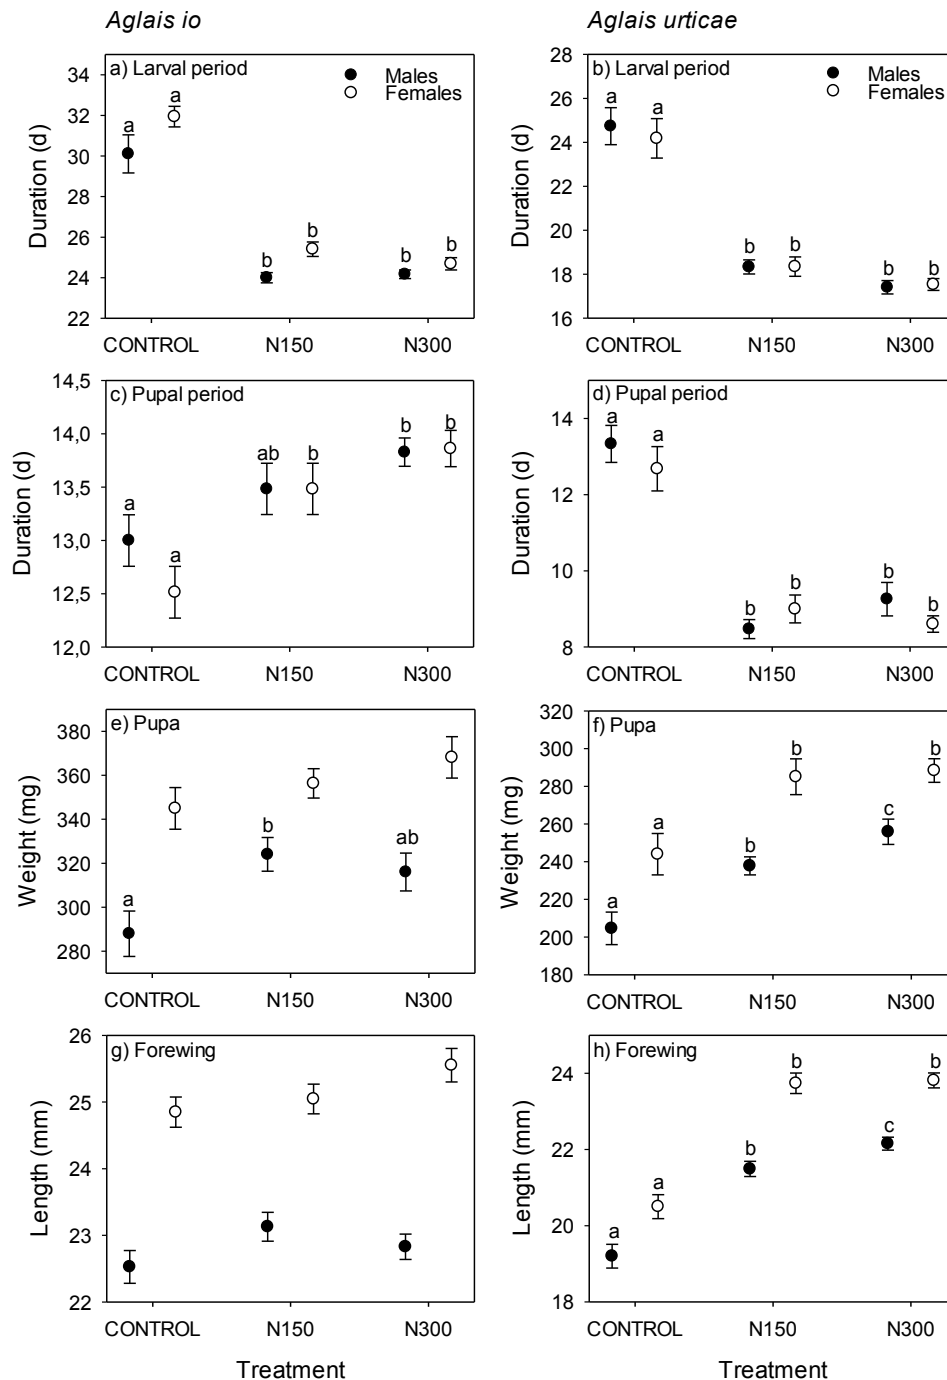 Aglais io
Aglais urticae
a) Larval period
Males
Females
Duration (d)
34
32
30
28
26
24
22
a
a
b
b
b
b
CONTROL
N150
N300
b) Larval period
Males
Females
Duration (d)
28
26
24
22
20
18
16
a
a
b
b
b
b
CONTROL
N150
N300
c) Pupal period
Duration (d)
14,5
14,0
13,5
13,0
12,5
12,0
a
a
ab
b
b
b
CONTROL
N150
N300
d) Pupal period
Duration (d)
14
12
10
8
a
a
b
b
b
b
CONTROL
N150
N300
e) Pupa
Weight (mg)
380
360
340
320
300
280
a
b
ab
CONTROL
N150
N300
f) Pupa
Weight (mg)
320
300
280
260
240
220
200
180
a
a
b
b
c
b
CONTROL
N150
N300
g) Forewing
Length (mm)
26
25
24
23
22
CONTROL
N150
N300
Treatment
h) Forewing
Length (mm)
24
22
20
18
a
a
b
b
c
b
CONTROL
N150
N300
Treatment